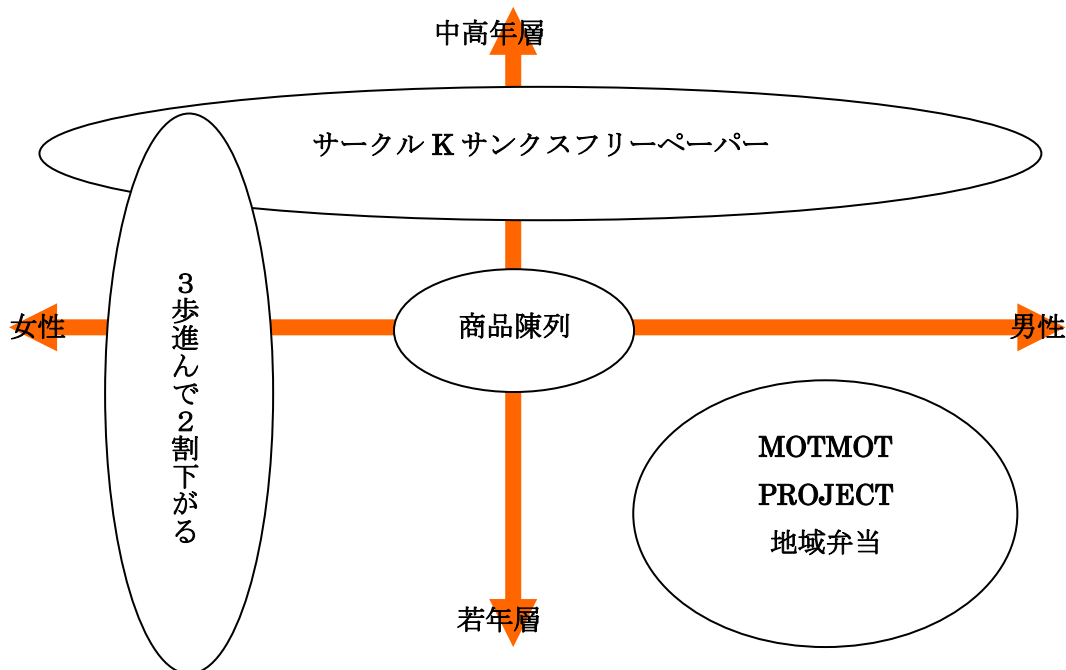 中高年層
サークル K サンクスフリーペーパー
女性
３歩進んで２割下がる
商品陳列
男性
MOTMOT
PROJECT
地域弁当
若年層